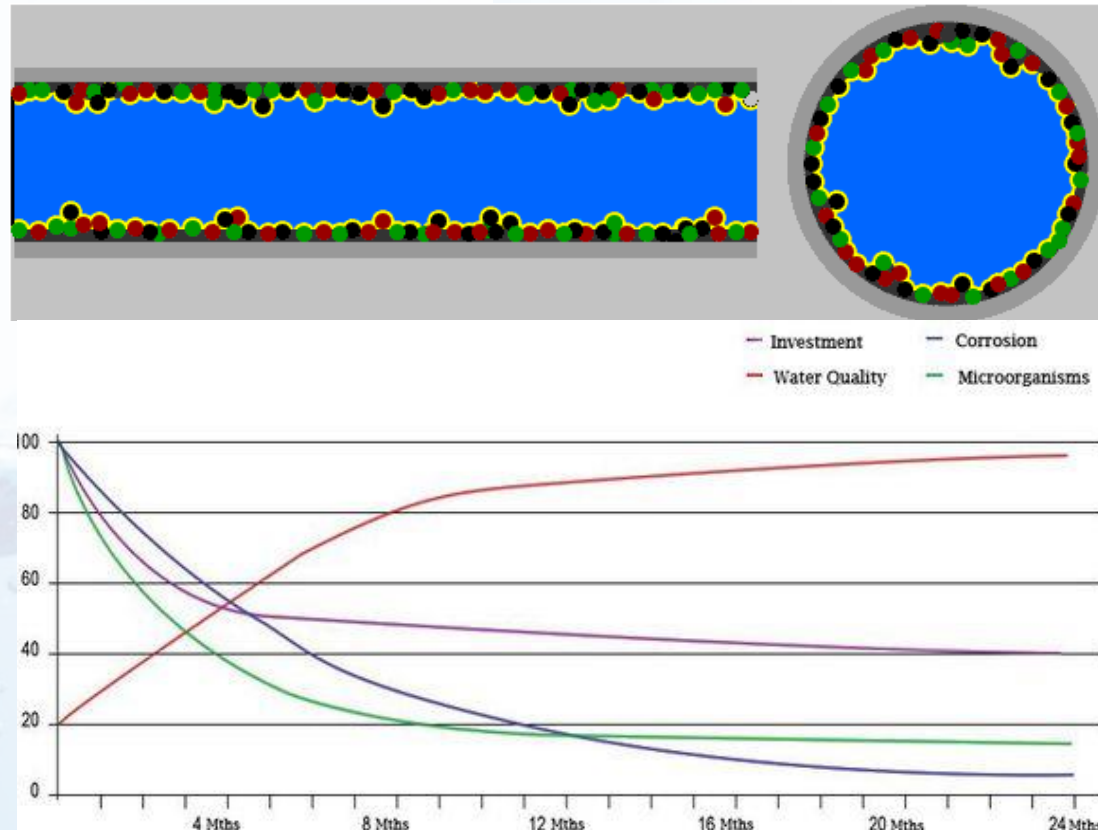 Investment
Corrosion
Water Quality
Microorganisms
100
80
60
40
20
0
4 Mths
8 Mths
12 Mths
16 Mths
20 Mths
24 Mths